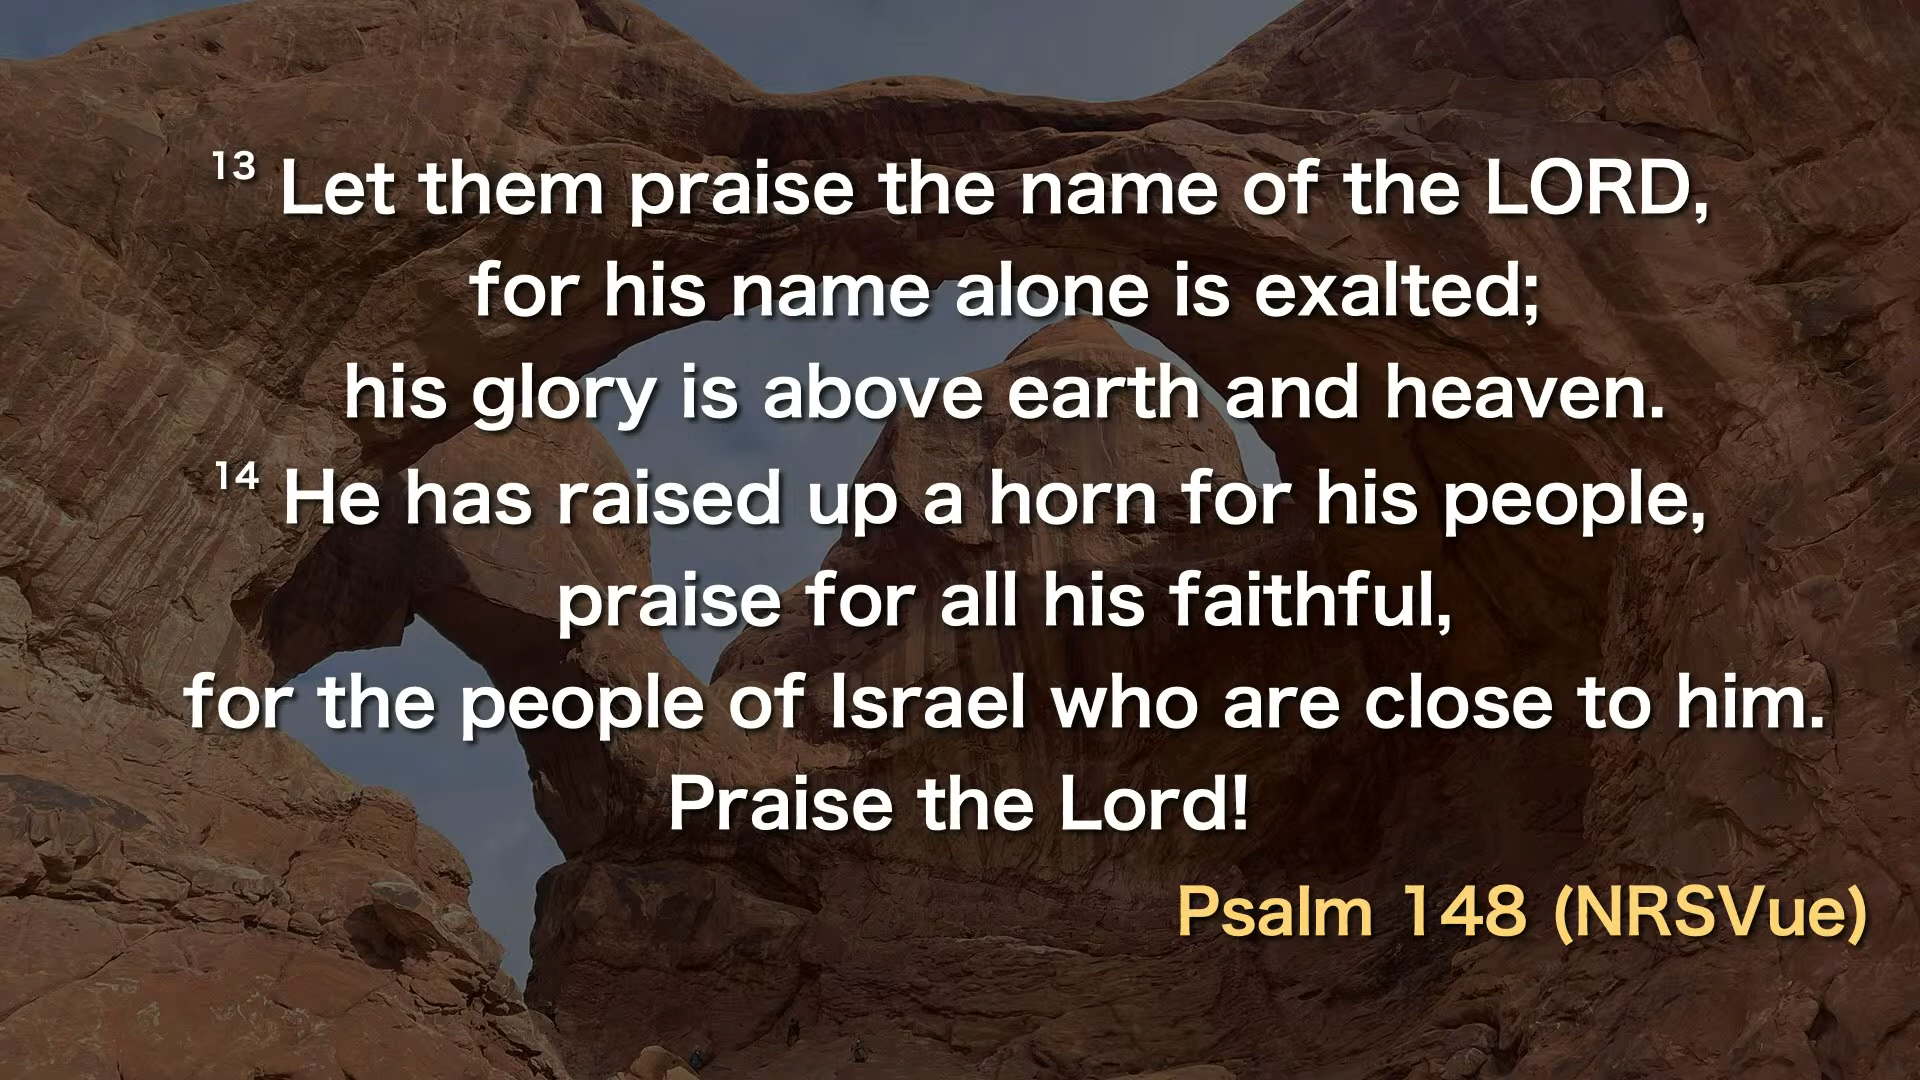 13 Let them praise the name of the LORD,
for his name alone is exalted;
his glory is above earth and heaven.
14 He has raised up a horn for his people,
praise for all his faithful,
for the people of Israel who are close to him.
Praise the Lord!
Psalm 148 (NRSVue)